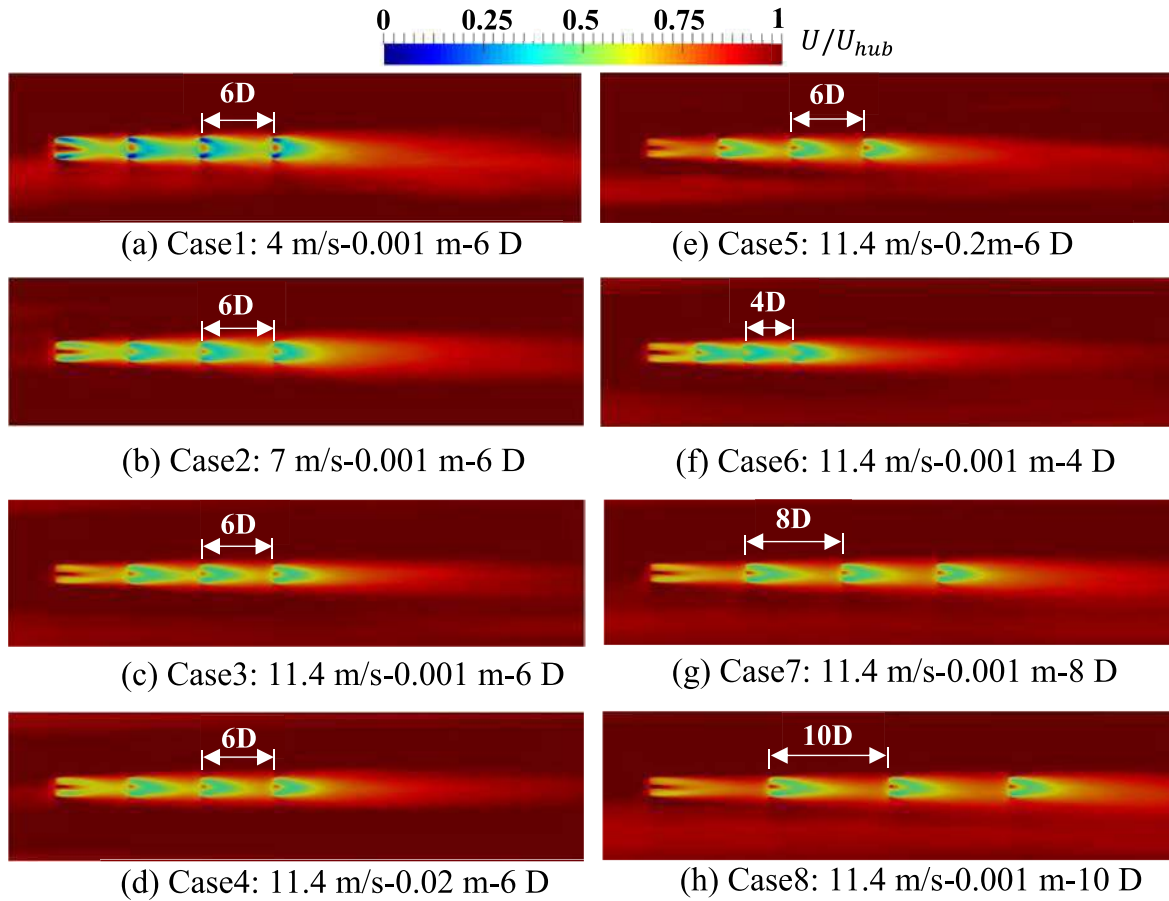 0 0.25 0.5 0.75 1
U/U_hub
6D
(a) Case1: 4 m/s-0.001 m-6 D
6D
(b) Case2: 7 m/s-0.001 m-6 D
6D
(c) Case3: 11.4 m/s-0.001 m-6 D
6D
(d) Case4: 11.4 m/s-0.02 m-6 D
6D
(e) Case5: 11.4 m/s-0.2m-6 D
4D
(f) Case6: 11.4 m/s-0.001 m-4 D
8D
(g) Case7: 11.4 m/s-0.001 m-8 D
10D
(h) Case8: 11.4 m/s-0.001 m-10 D